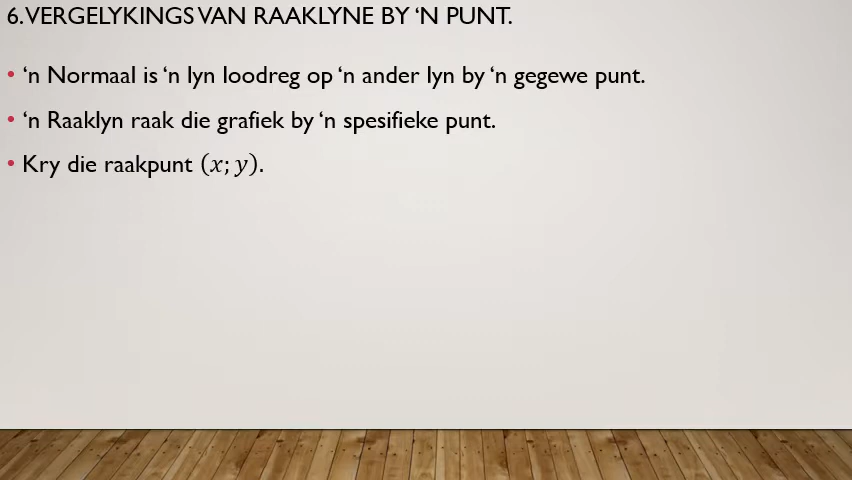 6. VERGELYKINGS VAN RAAKLYNE BY ‘N PUNT.
• ‘n Normaal is ‘n lyn loodreg op ‘n ander lyn by ‘n gegewe punt.
• ‘n Raaklyn raak die grafiek by ‘n spesifieke punt.
• Kry die raakpunt (x; y).